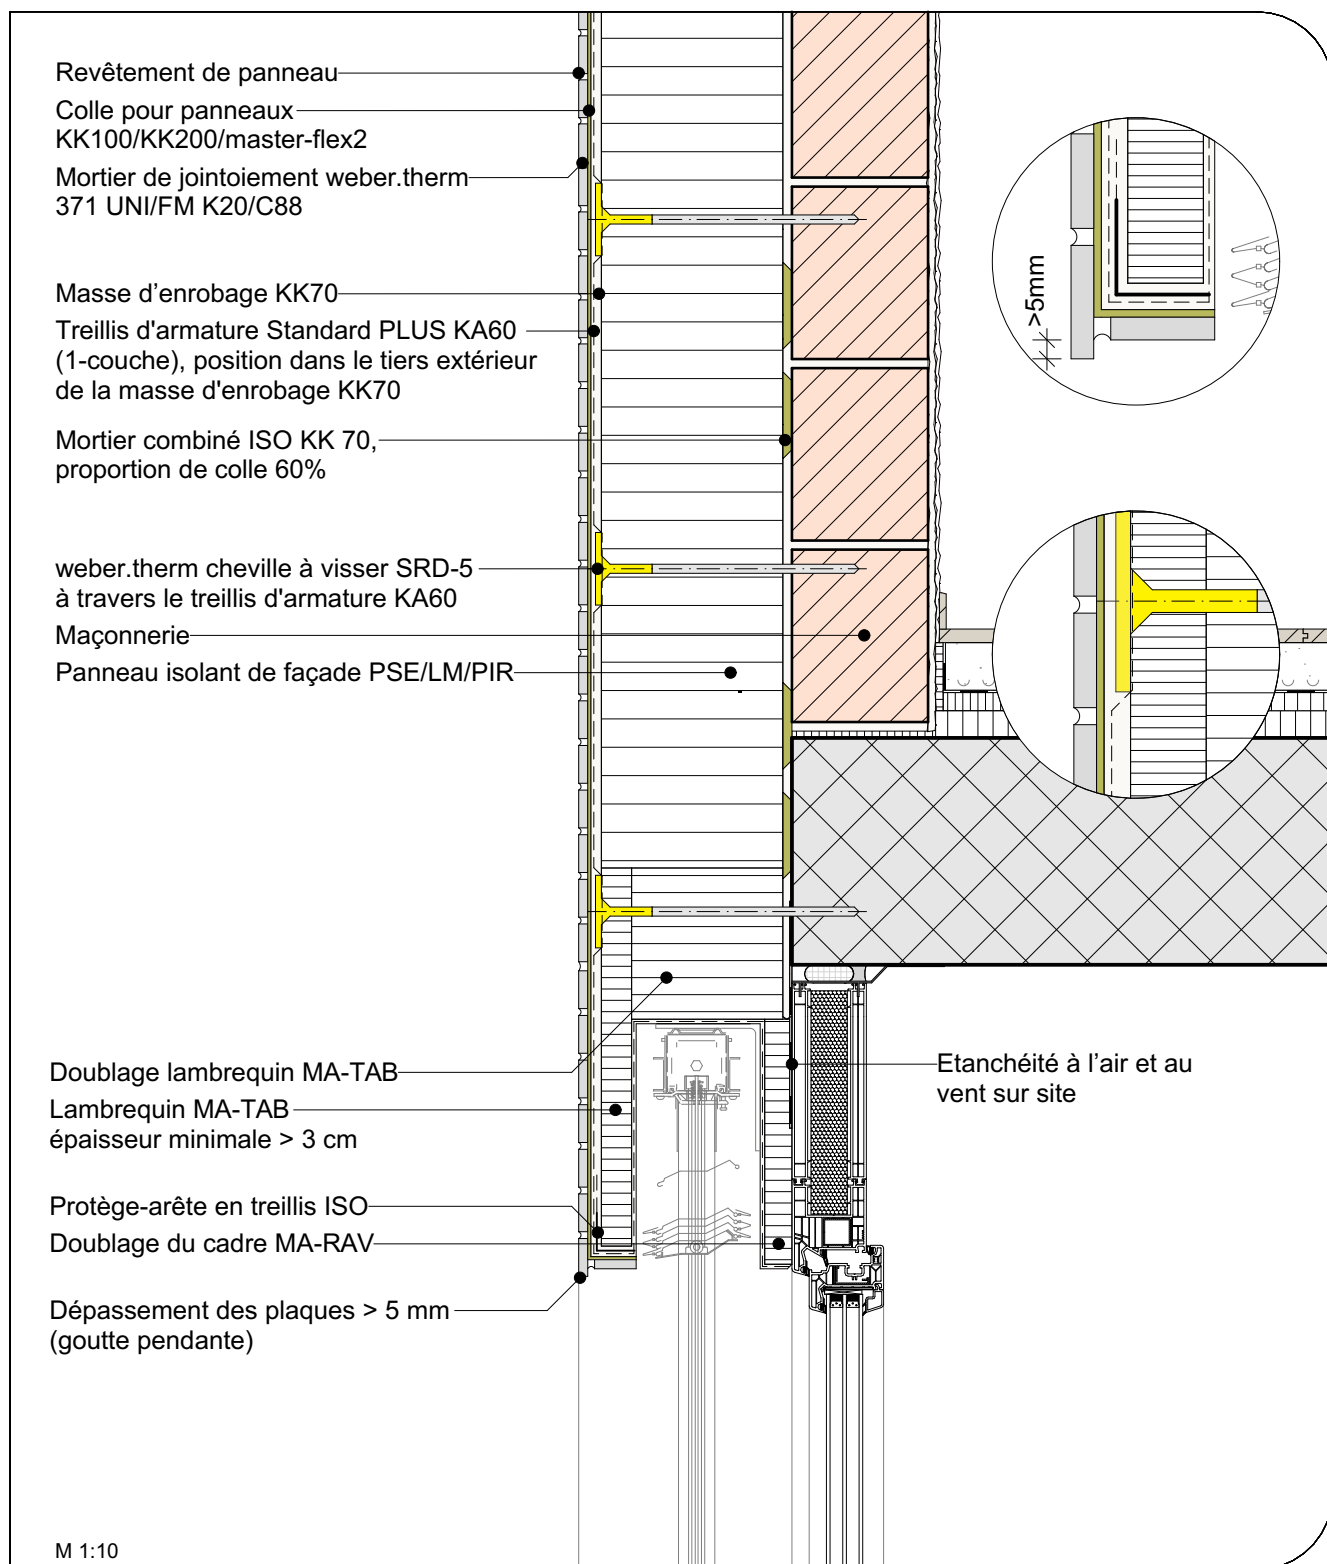 Revêtement de panneau
Colle pour panneaux
KK100/KK200/master-flex2
Mortier de jointoiement weber.therm
371 UNI/FM K20/C88
Masse d’enrobage KK70
Treillis d'armature Standard PLUS KA60
(1-couche), position dans le tiers extérieur
de la masse d'enrobage KK70
Mortier combiné ISO KK 70,
proportion de colle 60%
weber.therm cheville à visser SRD-5
à travers le treillis d'armature KA60
Maçonnerie
Panneau isolant de façade PSE/LM/PIR
>5mm
Doublage lambrequin MA-TAB
Lambrequin MA-TAB
épaisseur minimale > 3 cm
Etanchéité à l’air et au
vent sur site
Protège-arête en treillis ISO
Doublage du cadre MA-RAV
Dépassement des plaques > 5 mm
(goutte pendante)
M 1:10